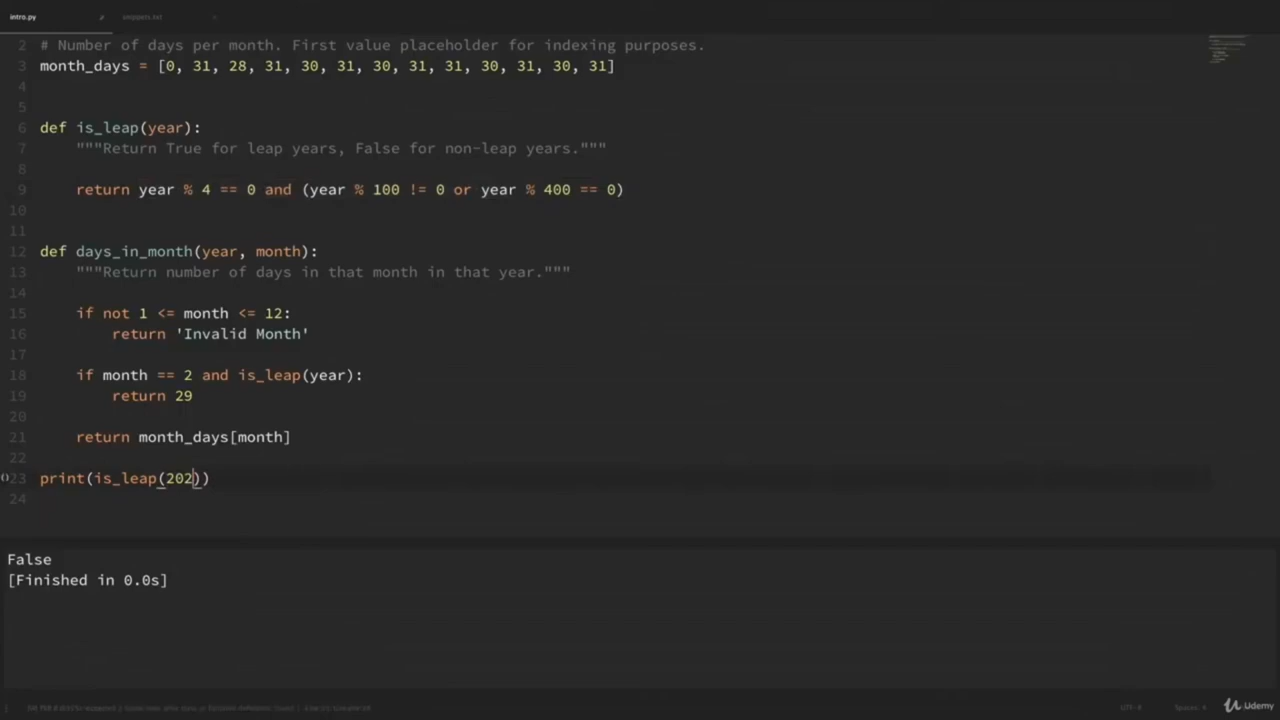 intro.py
2 # Number of days per month. First value placeholder for indexing purposes.
3 month_days = [0, 31, 28, 31, 30, 31, 30, 31, 31, 30, 31, 30, 31]
4
5
6 def is_leap(year):
7 """Return True for leap years, False for non-leap years."""
8
9 return year % 4 == 0 and (year % 100 != 0 or year % 400 == 0)
10
11
12 def days_in_month(year, month):
13 """Return number of days in that month in that year."""
14
15 if not 1 <= month <= 12:
16 return 'Invalid Month'
17
18 if month == 2 and is_leap(year):
19 return 29
20
21 return month_days[month]
22
23 print(is_leap(202))
24
False
[Finished in 0.0s]
UTF-8 Spaces: 4 Udemy